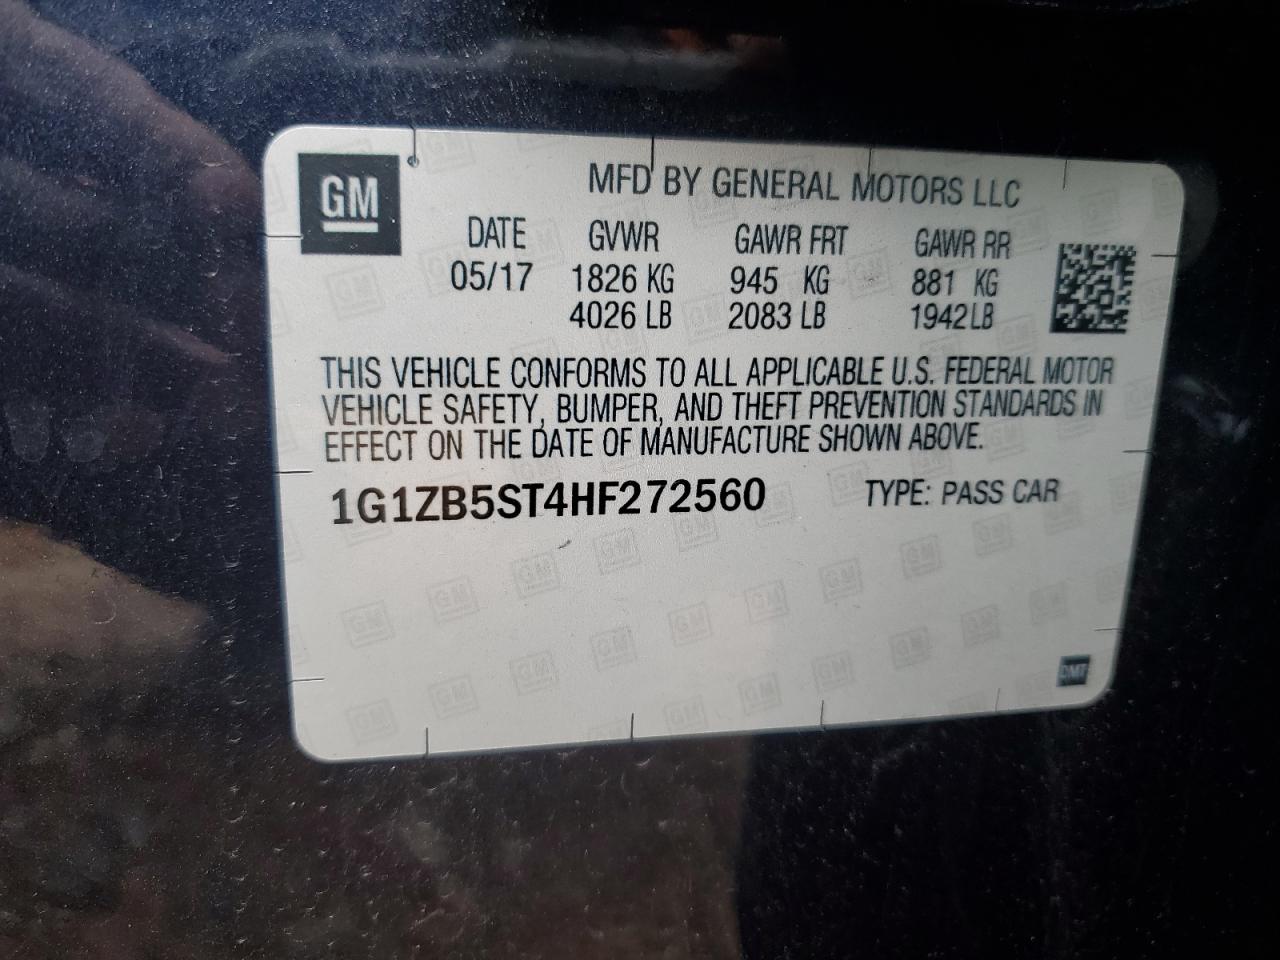 GM
MFD BY GENERAL MOTORS LLC
DATE GVWR GAWR FRT GAWR RR
05/17 1826 KG 945 KG 881 KG
4026 LB 2083 LB 1942 LB
THIS VEHICLE CONFORMS TO ALL APPLICABLE U.S. FEDERAL MOTOR
VEHICLE SAFETY, BUMPER, AND THEFT PREVENTION STANDARDS IN
EFFECT ON THE DATE OF MANUFACTURE SHOWN ABOVE.
1G1ZB5ST4HF272560 TYPE: PASS CAR